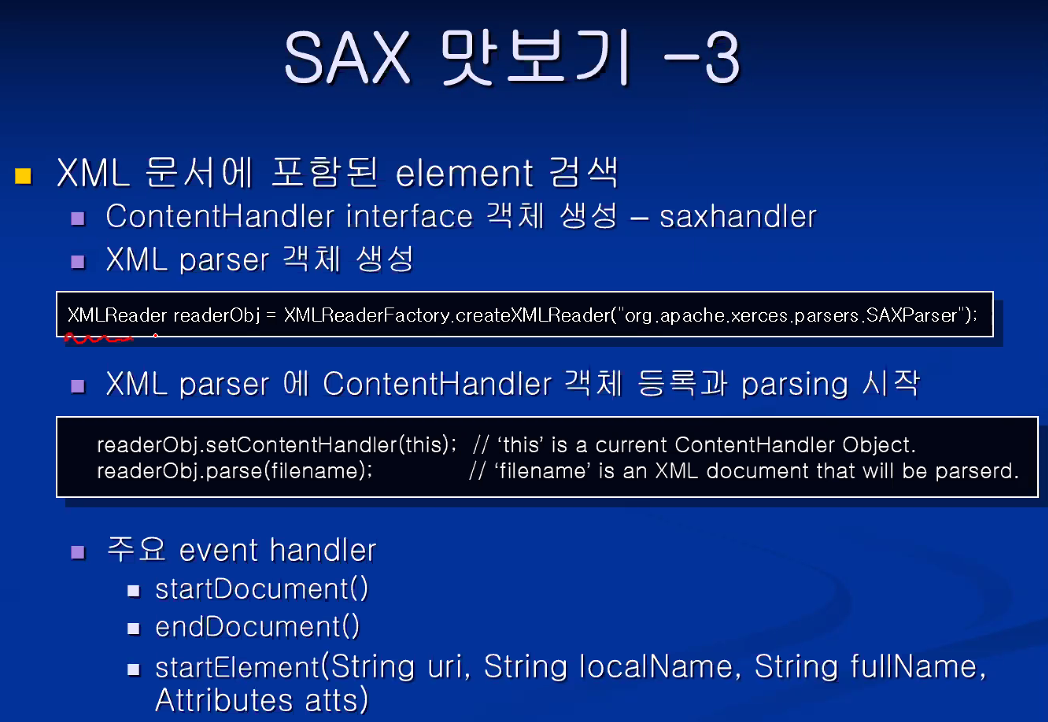 SAX 맛보기 -3
XML 문서에 포함된 element 검색
ContentHandler interface 객체 생성 – saxhandler
XML parser 객체 생성
XMLReader readerObj = XMLReaderFactory.createXMLReader("org.apache.xerces.parsers.SAXParser");
XML parser 에 ContentHandler 객체 등록과 parsing 시작
readerObj.setContentHandler(this); // ‘this’ is a current ContentHandler Object.
readerObj.parse(filename); // ‘filename’ is an XML document that will be parserd.
주요 event handler
startDocument()
endDocument()
startElement(String uri, String localName, String fullName,
Attributes atts)